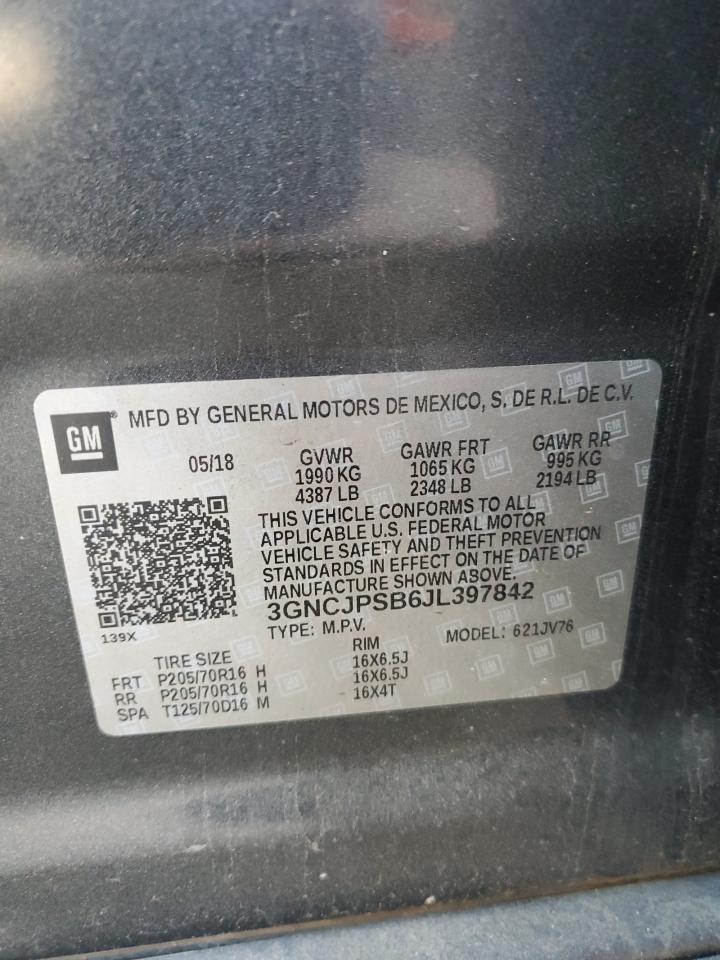 GM® MFD BY GENERAL MOTORS DE MEXICO, S. DE R.L. DE C.V.
05/18 GVWR GAWR FRT GAWR RR
1990 KG 1065 KG 995 KG
4387 LB 2348 LB 2194 LB
THIS VEHICLE CONFORMS TO ALL
APPLICABLE U.S. FEDERAL MOTOR
VEHICLE SAFETY AND THEFT PREVENTION
STANDARDS IN EFFECT ON THE DATE OF
MANUFACTURE SHOWN ABOVE.
3GNCJPSB6JL397842
139X TYPE: M.P.V. MODEL: 621JV76
TIRE SIZE RIM
FRT P205/70R16 H 16X6.5J
RR P205/70R16 H 16X6.5J
SPA T125/70D16 M 16X4T